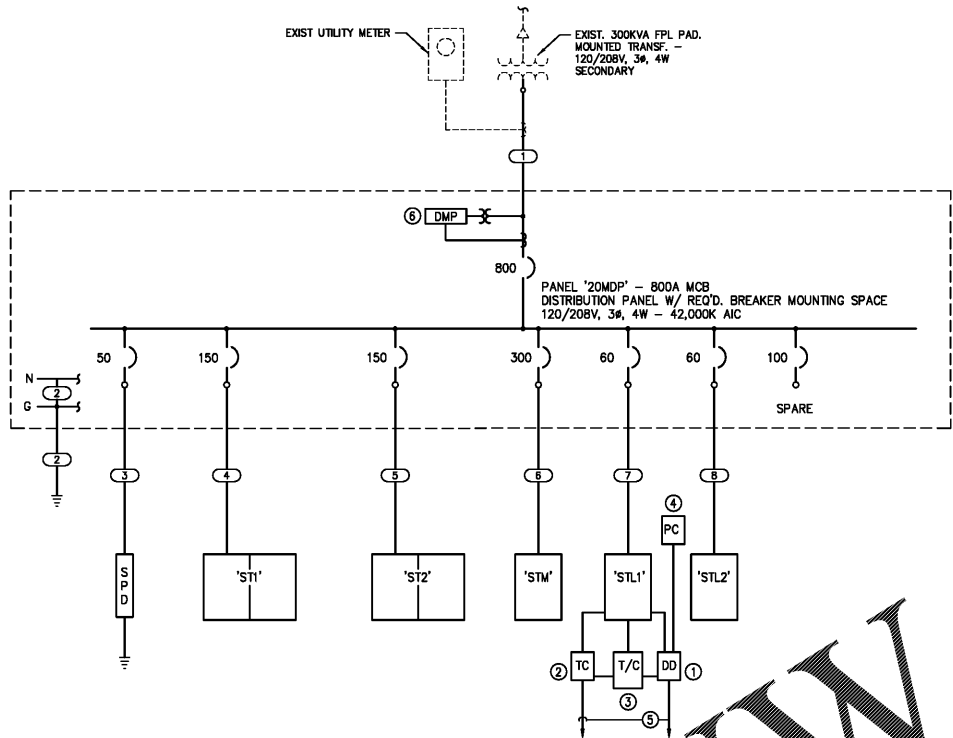 EXIST UTILITY METER
EXIST. 300KVA FPL PAD.
MOUNTED TRANSF. –
120/208V, 3ø, 4W
SECONDARY
1
6
DMP
800
PANEL '20MDP' – 800A MCB
DISTRIBUTION PANEL W/ REQ'D. BREAKER MOUNTING SPACE
120/208V, 3ø, 4W – 42,000K AIC
50
150
150
300
60
60
100
N
2
G
SPARE
2
3
4
5
6
7
8
4
PC
SPD
'ST1'
'ST2'
'STM'
'STL1'
'STL2'
2
TC
T/C
DD
1
3
5
W